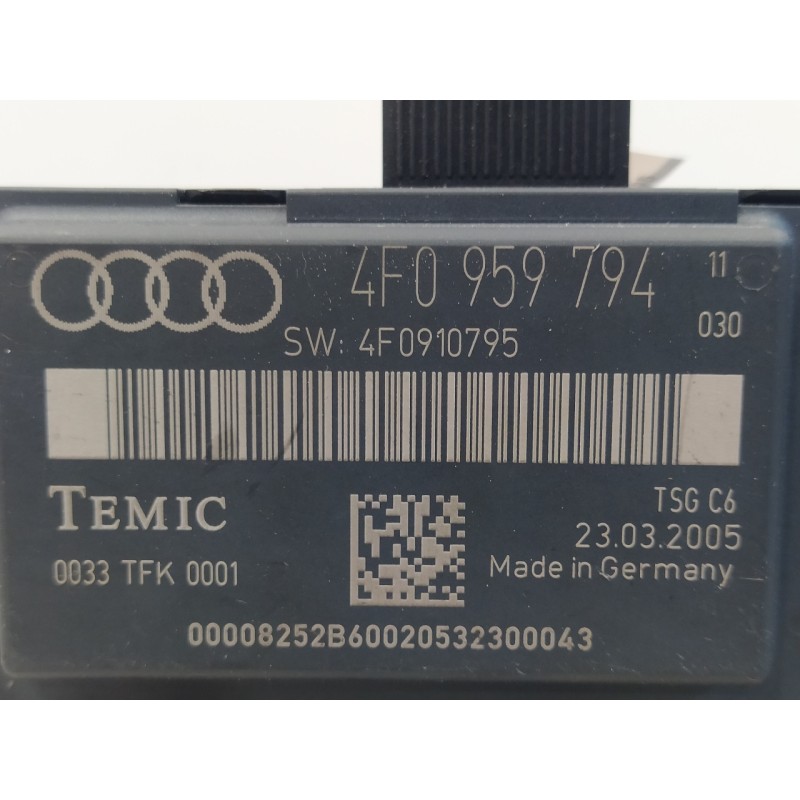 4F0 959 794 11
SW: 4F0910795 030
TEMIC TSG C6
23.03.2005
0033 TFK 0001 Made in Germany
00008252B60020532300043